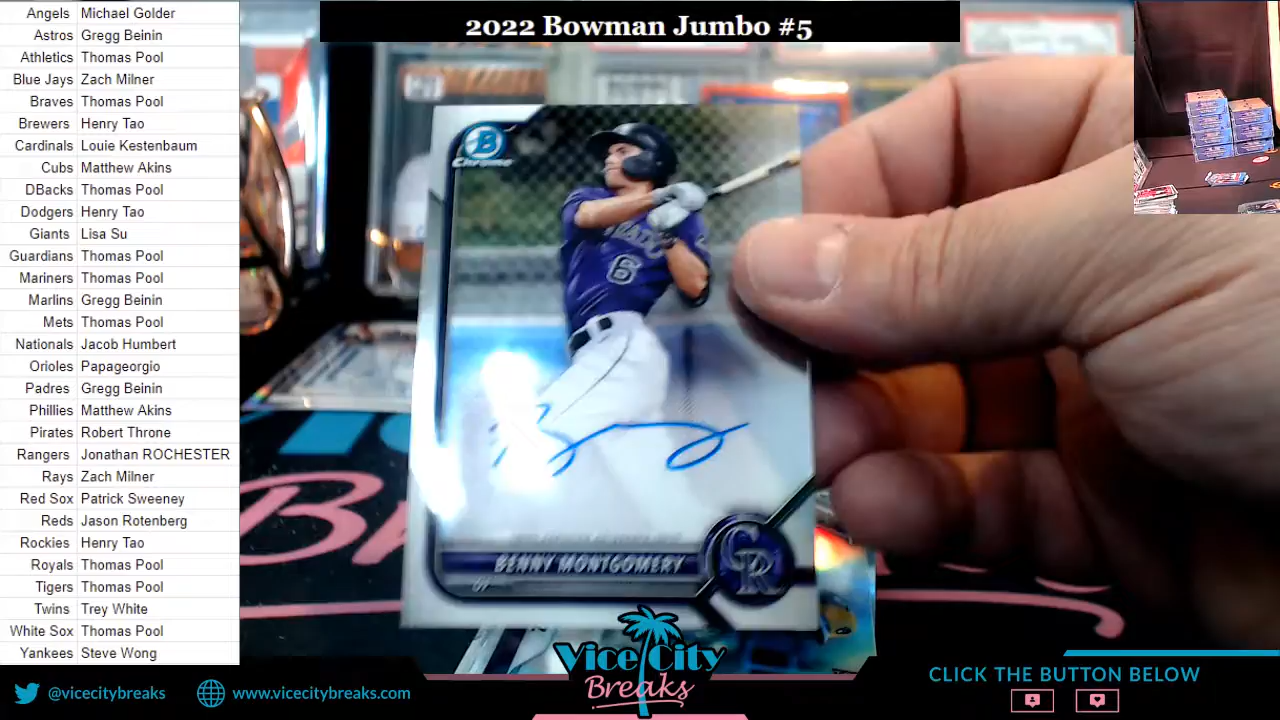 2022 Bowman Jumbo #5
Angels Michael Golder
Astros Gregg Beinin
Athletics Thomas Pool
Blue Jays Zach Milner
Braves Thomas Pool
Brewers Henry Tao
Cardinals Louie Kestenbaum
Cubs Matthew Akins
DBacks Thomas Pool
Dodgers Henry Tao
Giants Lisa Su
Guardians Thomas Pool
Mariners Thomas Pool
Marlins Gregg Beinin
Mets Thomas Pool
Nationals Jacob Humbert
Orioles Papageorgio
Padres Gregg Beinin
Phillies Matthew Akins
Pirates Robert Throne
Rangers Jonathan ROCHESTER
Rays Zach Milner
Red Sox Patrick Sweeney
Reds Jason Rotenberg
Rockies Henry Tao
Royals Thomas Pool
Tigers Thomas Pool
Twins Trey White
White Sox Thomas Pool
Yankees Steve Wong
B
Chrome
6
BENNY MONTGOMERY
OF
CR
Vice City
Breaks
@vicecitybreaks
www.vicecitybreaks.com
CLICK THE BUTTON BELOW